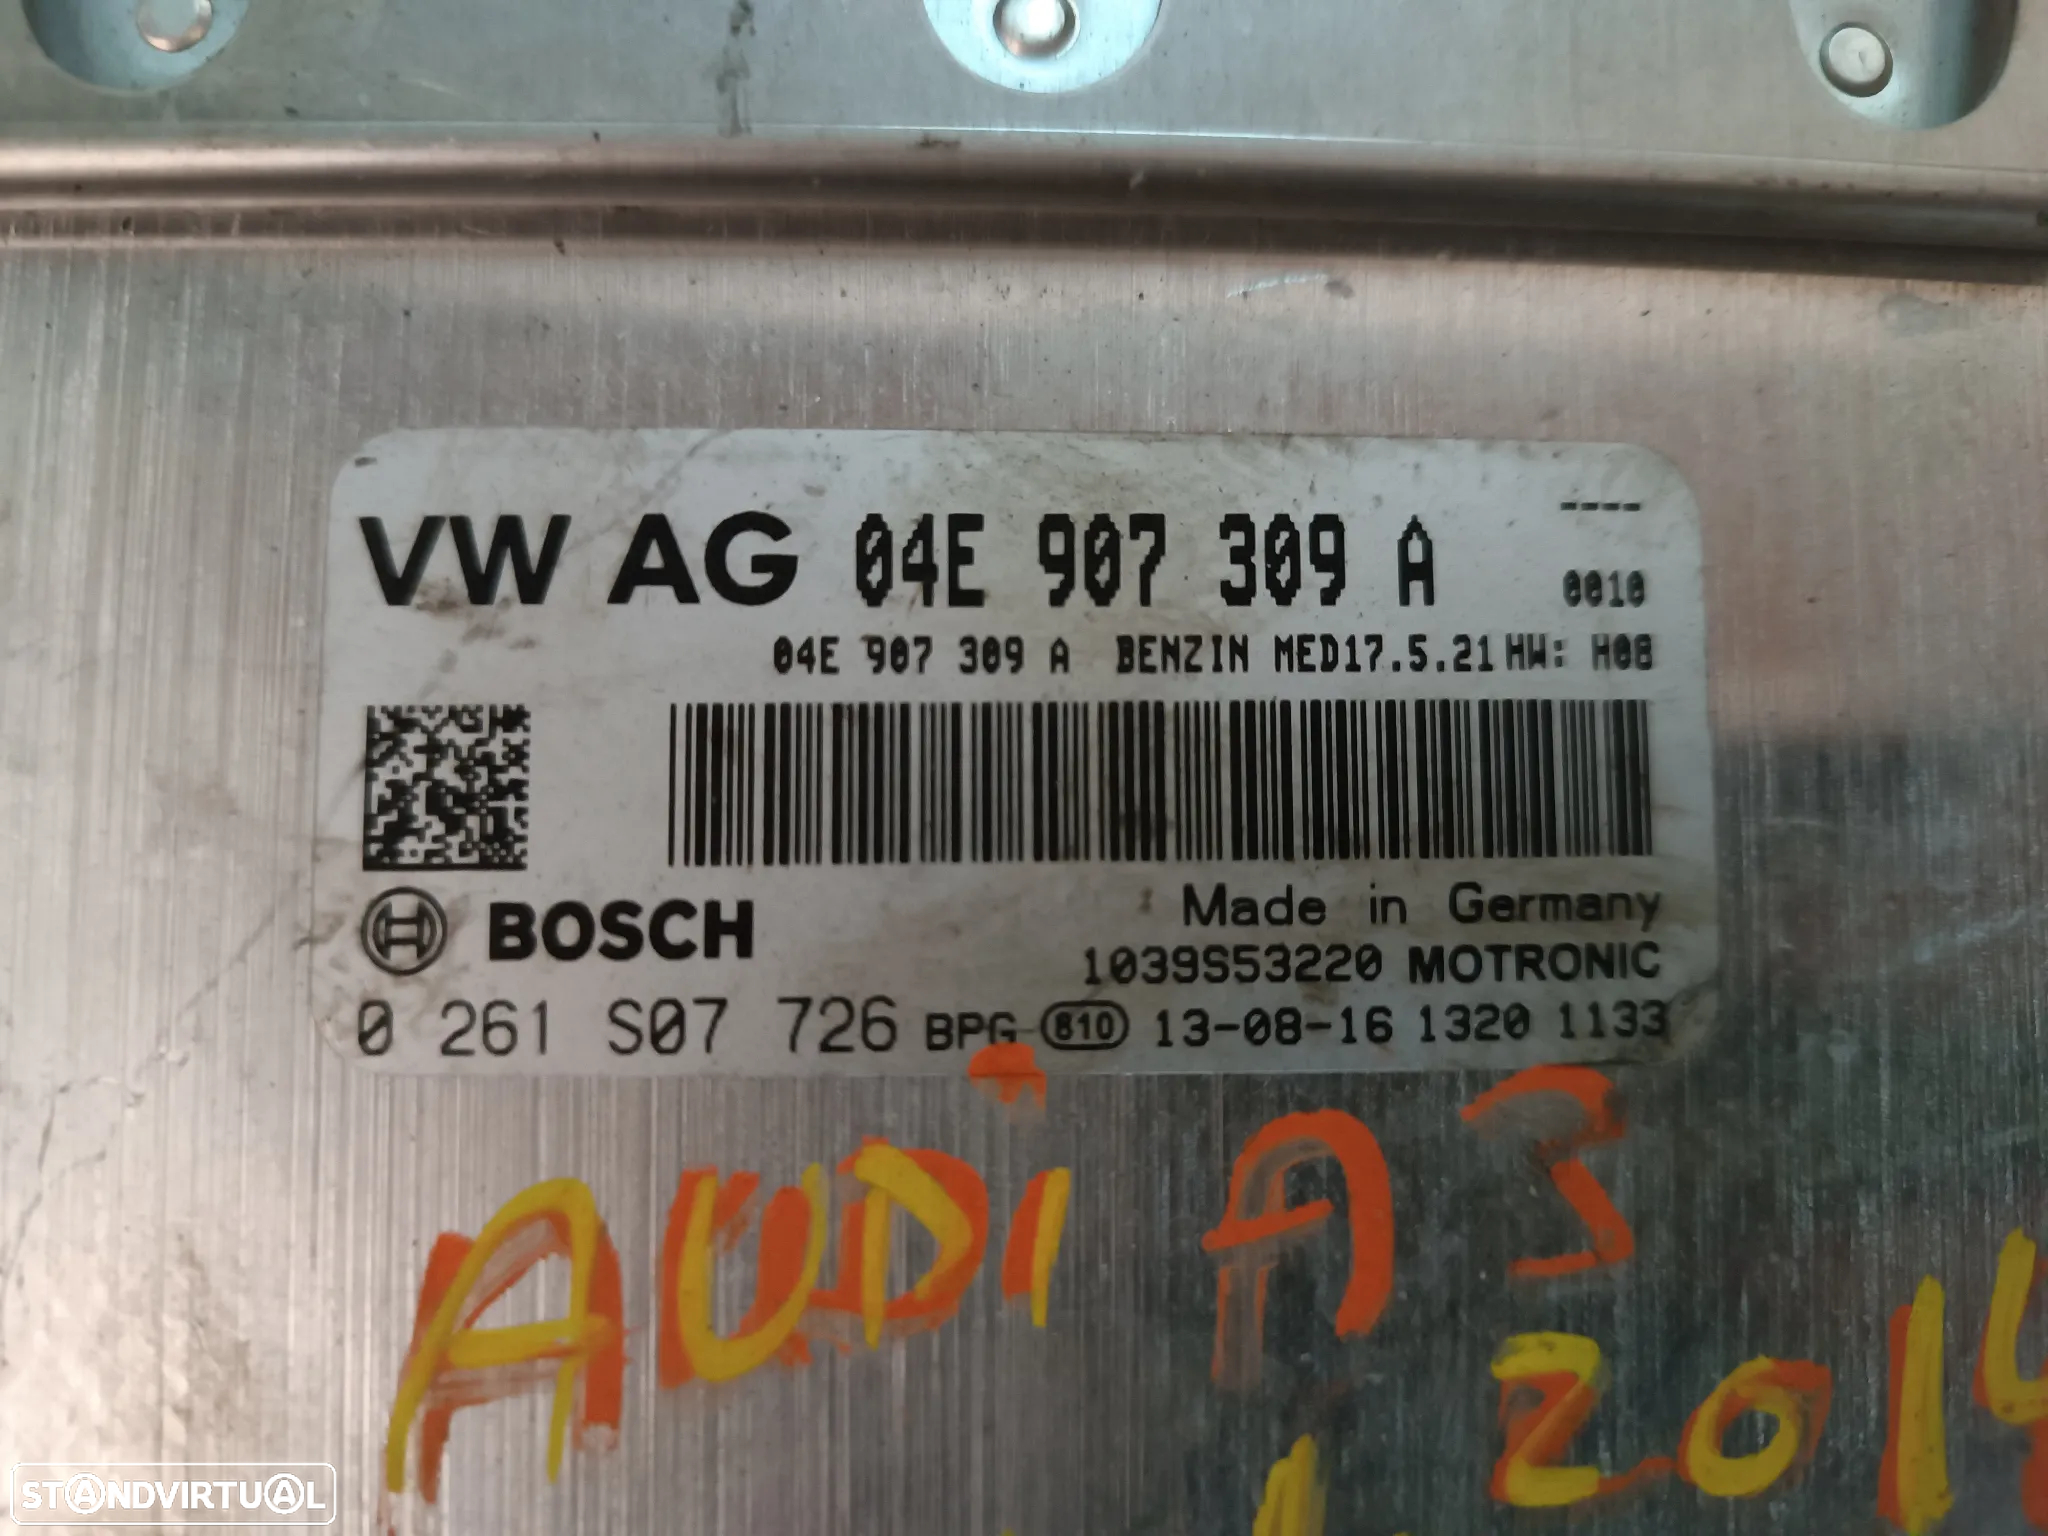 VW AG 04E 907 309 A ----
0010
04E 907 309 A BENZIN MED17.5.21 HW: H08
BOSCH
Made in Germany
1039S53220 MOTRONIC
0 261 S07 726 BPG 810 13-08-16 1320 1133
AUDi A3
2014
STANDVIRTUAL